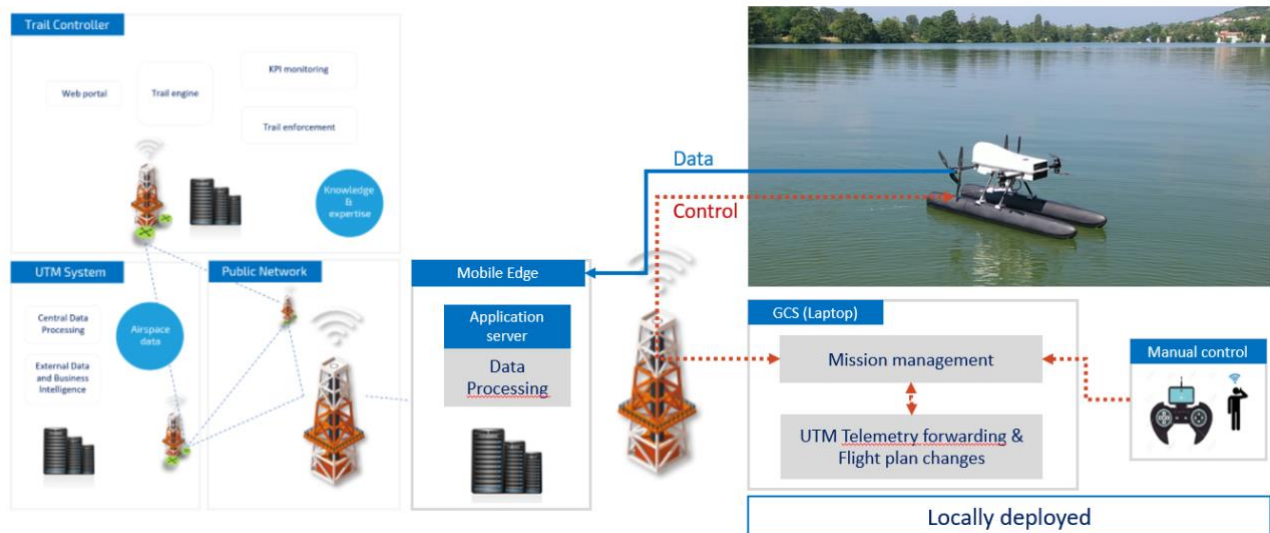 Trail Controller
Web portal
Trail engine
KPI monitoring
Trail enforcement
Knowledge
&
expertise
UTM System
Central Data
Processing
External Data
and Business
Intelligence
Airspace
data
Public Network
Mobile Edge
Application
server
Data
Processing
Data
Control
GCS (Laptop)
Mission management
UTM Telemetry forwarding &
Flight plan changes
Manual control
Locally deployed